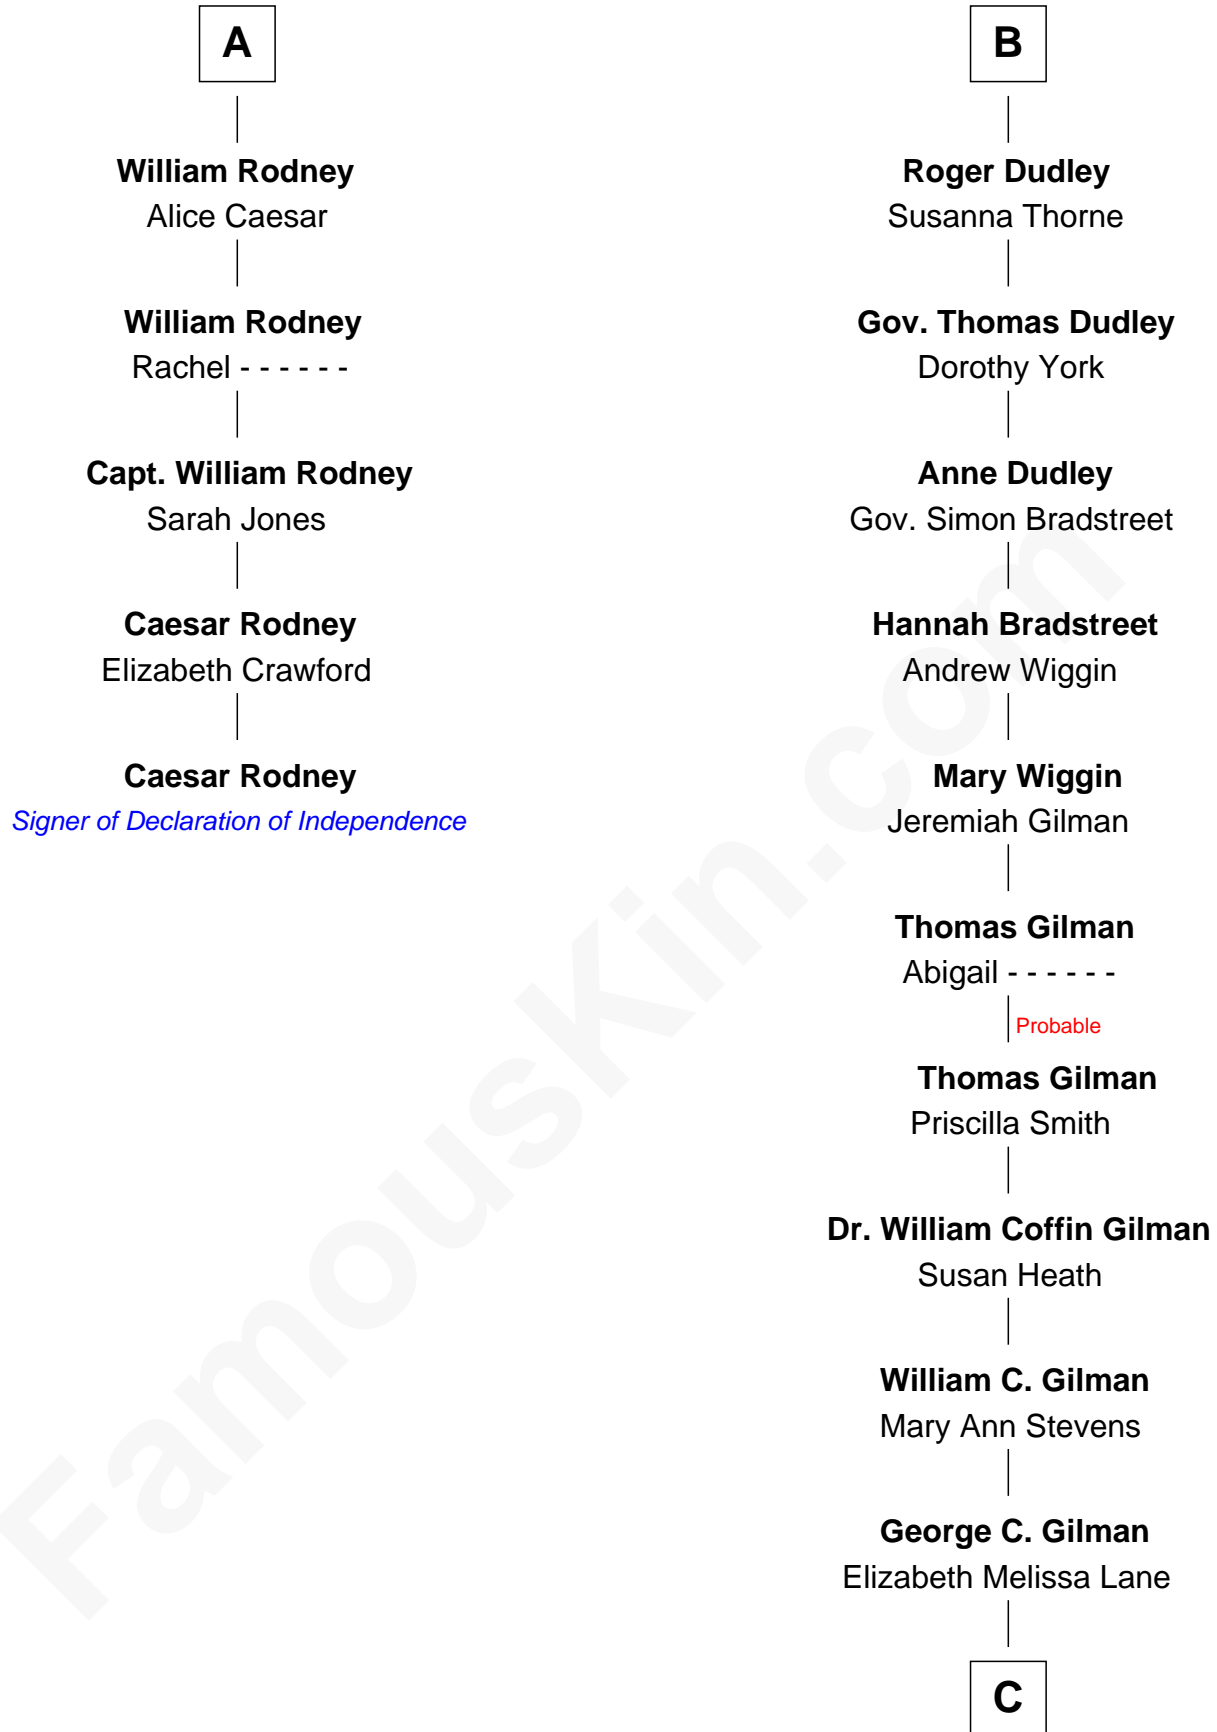 A
William Rodney
Alice Caesar
William Rodney
Rachel - - - - - -
Capt. William Rodney
Sarah Jones
Caesar Rodney
Elizabeth Crawford
Caesar Rodney
Signer of Declaration of Independence
B
Roger Dudley
Susanna Thorne
Gov. Thomas Dudley
Dorothy York
Anne Dudley
Gov. Simon Bradstreet
Hannah Bradstreet
Andrew Wiggin
Mary Wiggin
Jeremiah Gilman
Thomas Gilman
Abigail - - - - - -
Probable
Thomas Gilman
Priscilla Smith
Dr. William Coffin Gilman
Susan Heath
William C. Gilman
Mary Ann Stevens
George C. Gilman
Elizabeth Melissa Lane
C
FamousKin.com